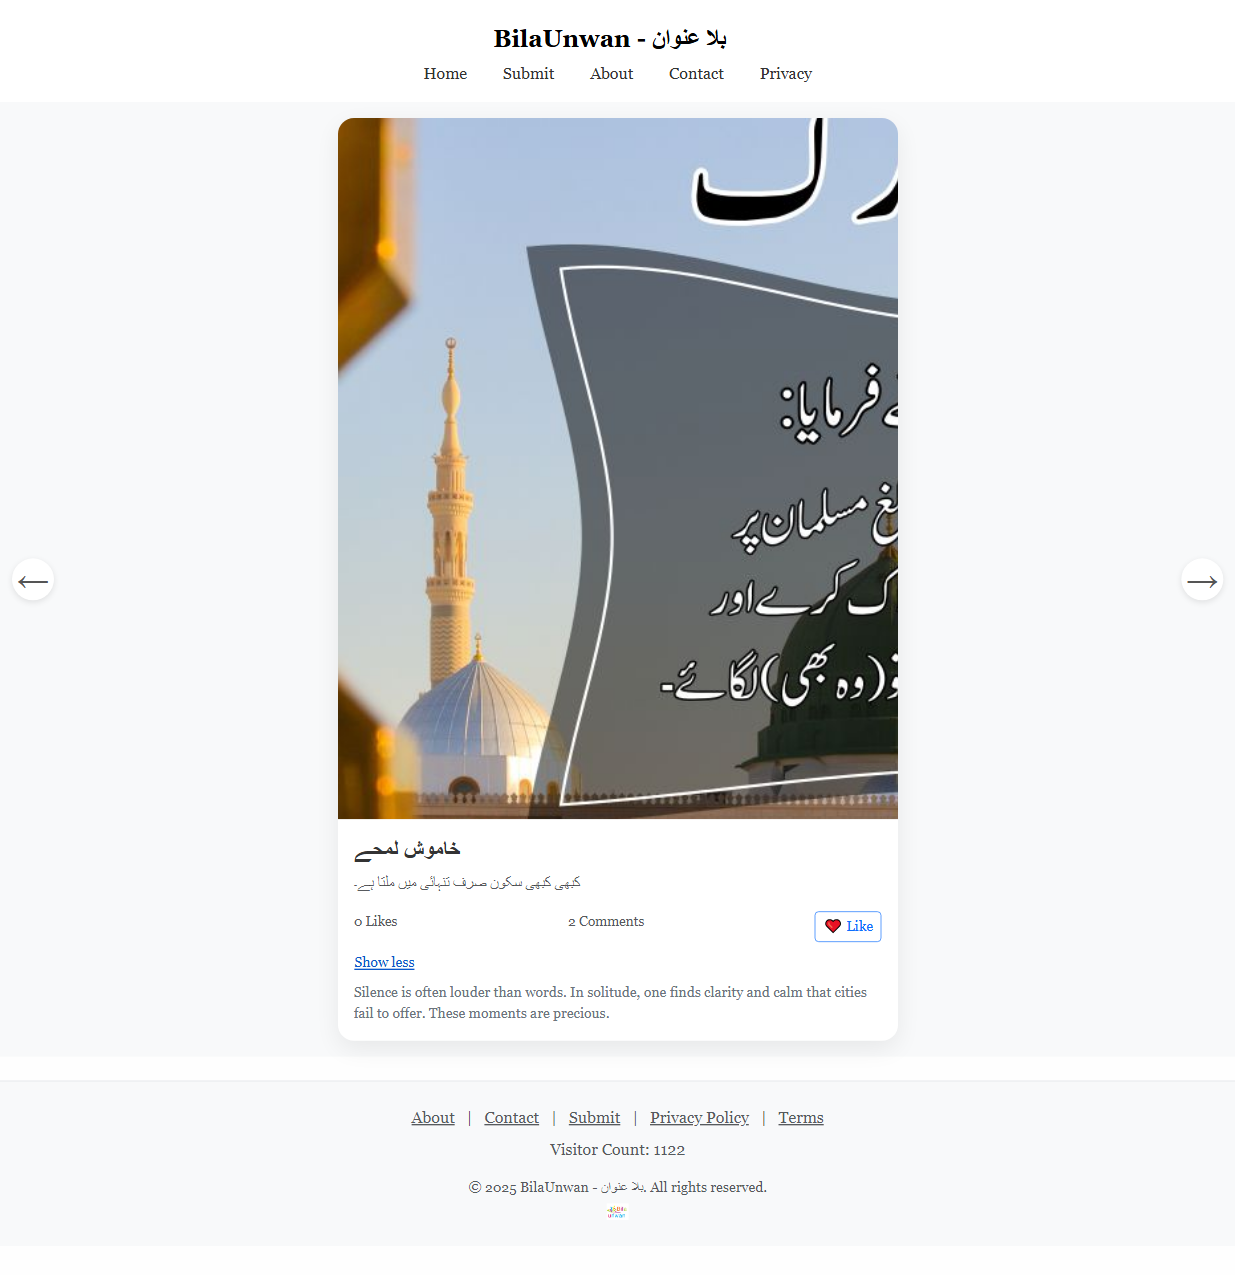 BilaUnwan - بلا عنوان
Home Submit About Contact Privacy
فرمایا:
مسلمان پر
کرے اور
(وہ بھی) لگائے۔
←
→
خاموش لمحے
کبھی کبھی سکون صرف تنہائی میں ملتا ہے۔
0 Likes 2 Comments ❤️ Like
Show less
Silence is often louder than words. In solitude, one finds clarity and calm that cities
fail to offer. These moments are precious.
About | Contact | Submit | Privacy Policy | Terms
Visitor Count: 1122
© 2025 BilaUnwan - بلا عنوان. All rights reserved.